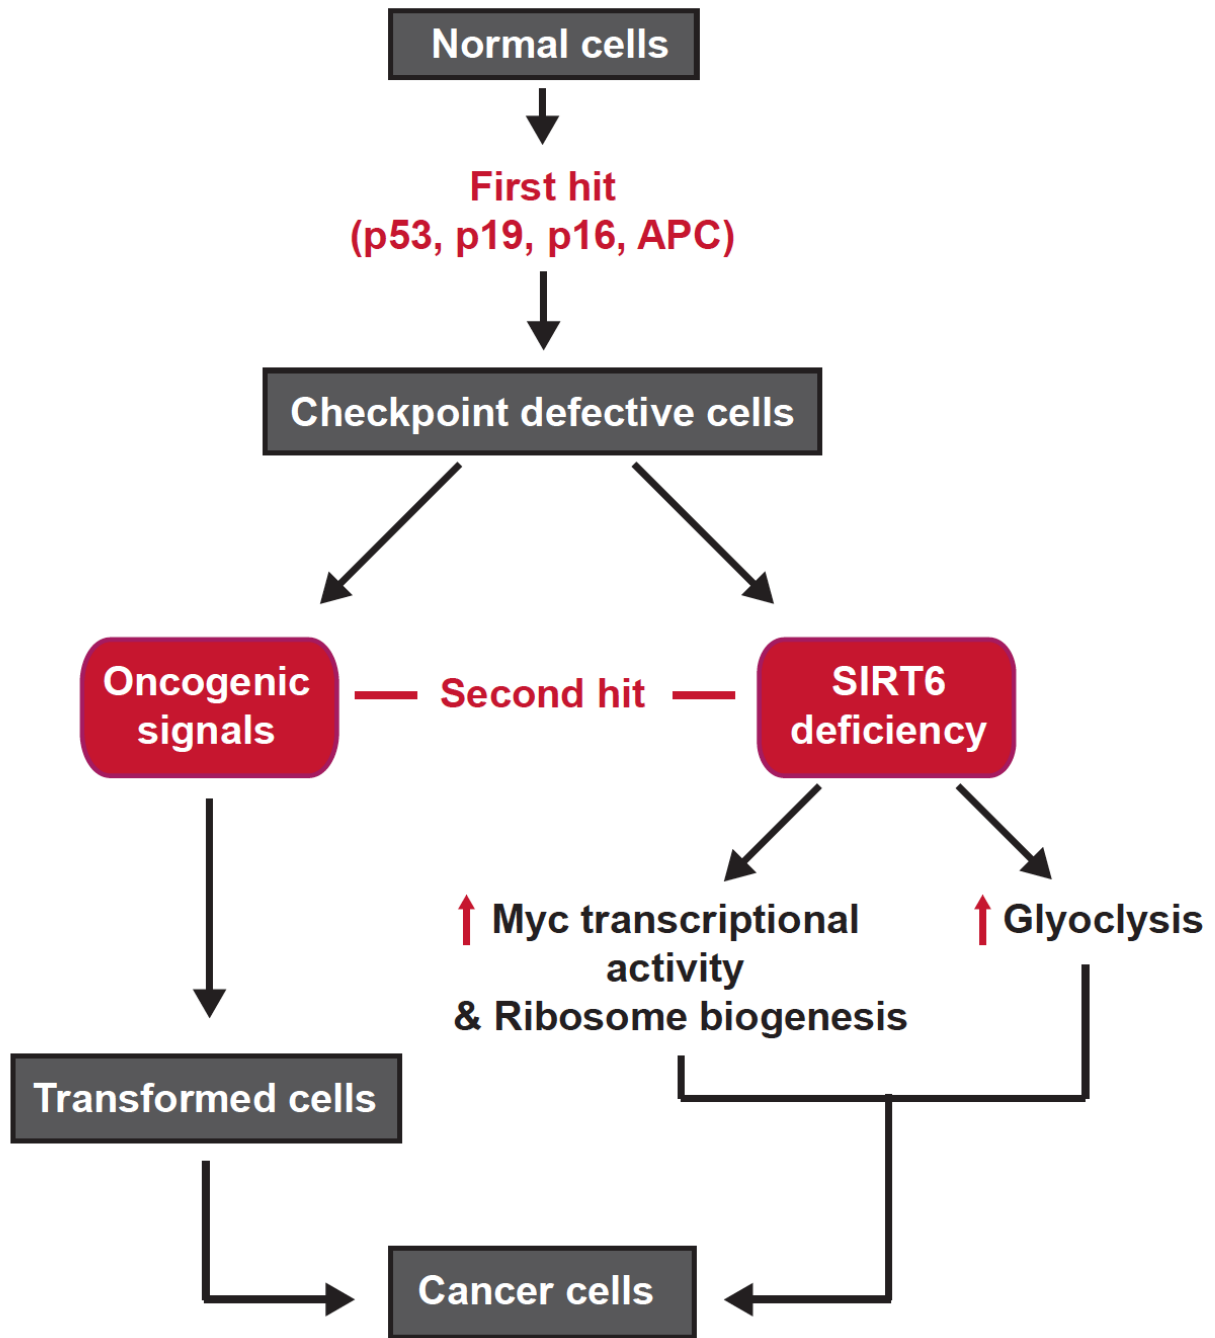 Normal cells
First hit
(p53, p19, p16, APC)
Checkpoint defective cells
Oncogenic
signals
Second hit
SIRT6
deficiency
Myc transcriptional
activity
& Ribosome biogenesis
Glyoclysis
Transformed cells
Cancer cells